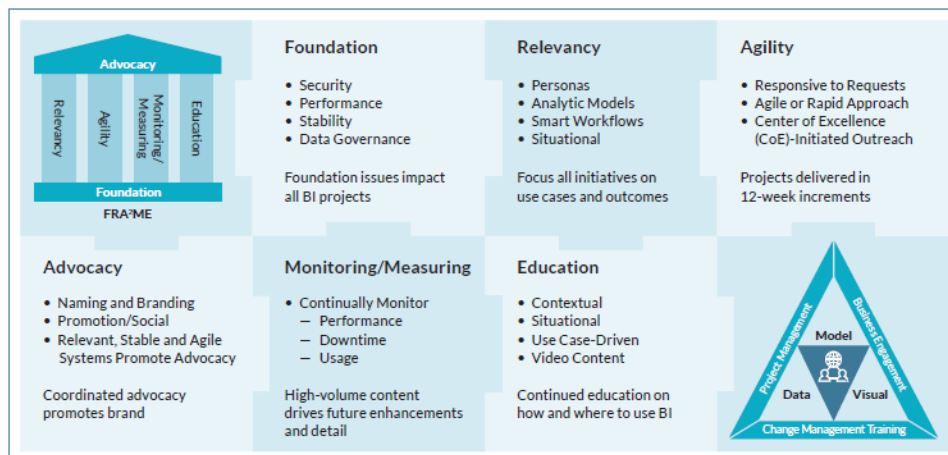 Advocacy
Relevancy
Agility
Monitoring/
Measuring
Education
Foundation
FRA²ME
Foundation
• Security
• Performance
• Stability
• Data Governance
Foundation issues impact
all BI projects
Relevancy
• Personas
• Analytic Models
• Smart Workflows
• Situational
Focus all initiatives on
use cases and outcomes
Agility
• Responsive to Requests
• Agile or Rapid Approach
• Center of Excellence
(CoE)-Initiated Outreach
Projects delivered in
12-week increments
Advocacy
• Naming and Branding
• Promotion/Social
• Relevant, Stable and Agile
Systems Promote Advocacy
Coordinated advocacy
promotes brand
Monitoring/Measuring
• Continually Monitor
– Performance
– Downtime
– Usage
High-volume content
drives future enhancements
and detail
Education
• Contextual
• Situational
• Use Case-Driven
• Video Content
Continued education on
how and where to use BI
Project Management
Business Engagement
Model
Data
Visual
Change Management Training